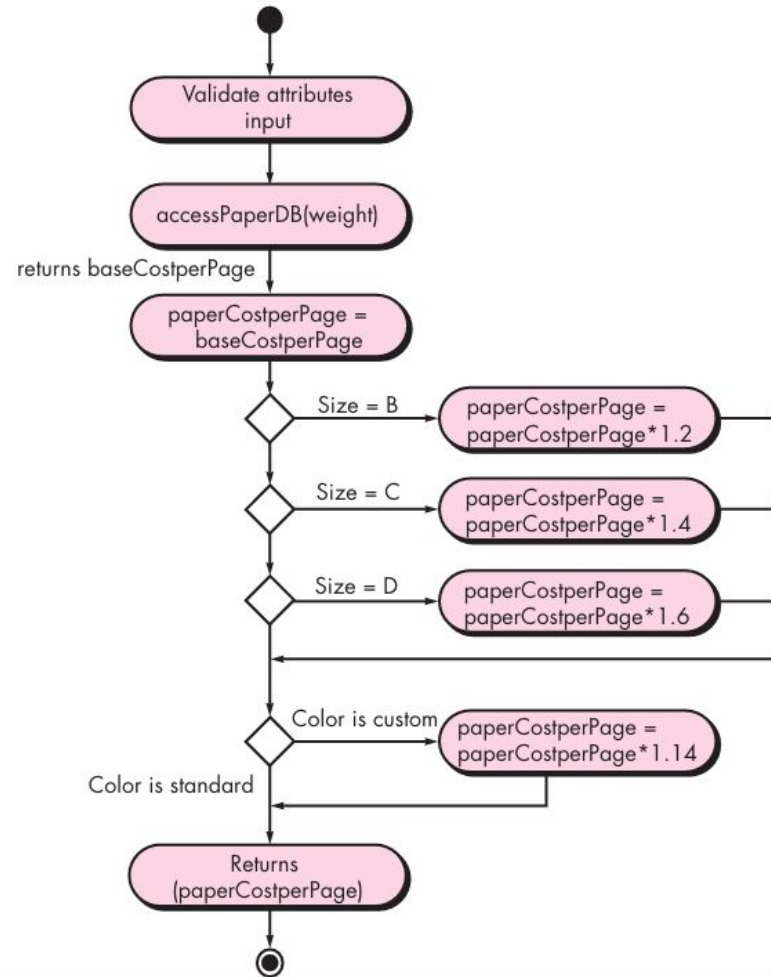 Validate attributes
input
accessPaperDB(weight)
returns baseCostperPage
paperCostperPage =
baseCostperPage
Size = B
paperCostperPage =
paperCostperPage*1.2
Size = C
paperCostperPage =
paperCostperPage*1.4
Size = D
paperCostperPage =
paperCostperPage*1.6
Color is custom
paperCostperPage =
paperCostperPage*1.14
Color is standard
Returns
(paperCostperPage)